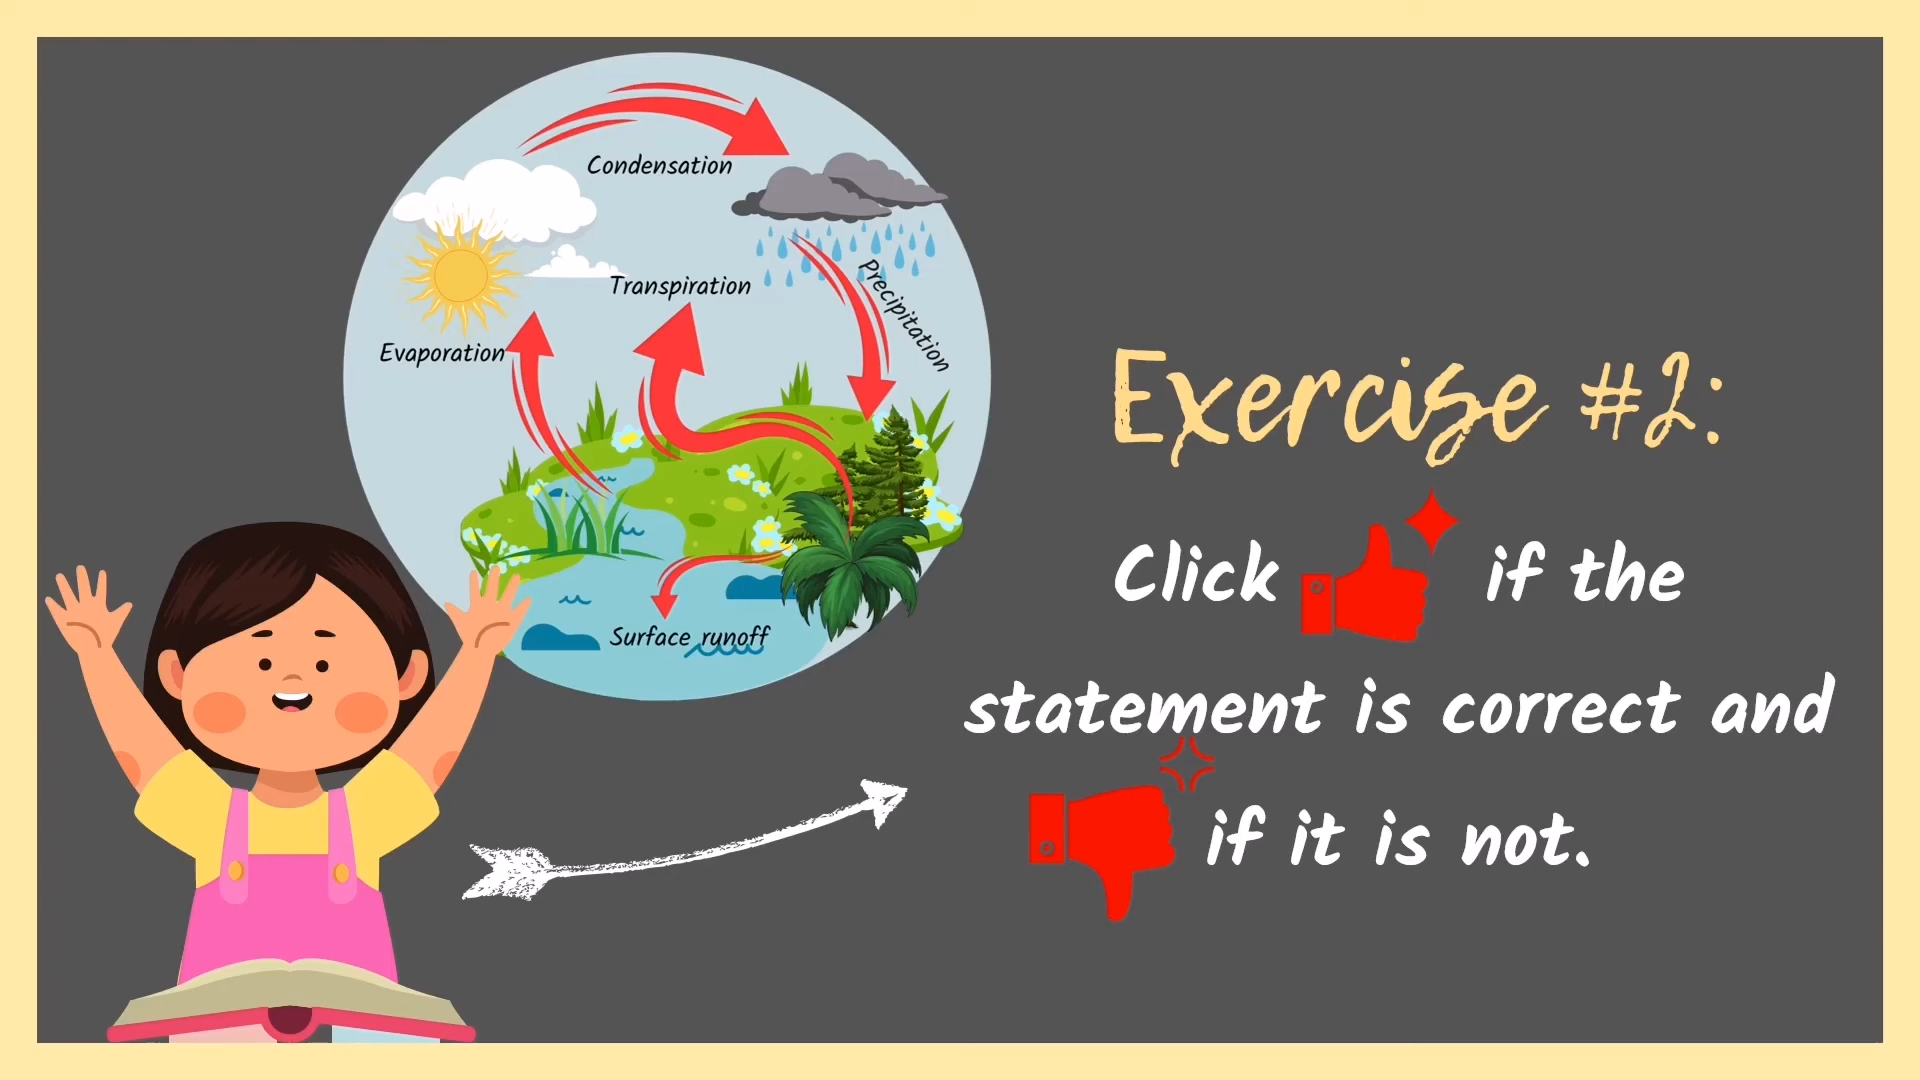 Condensation
Transpiration
Precipitation
Evaporation
Surface runoff
Exercise #2:
Click if the
statement is correct and
if it is not.